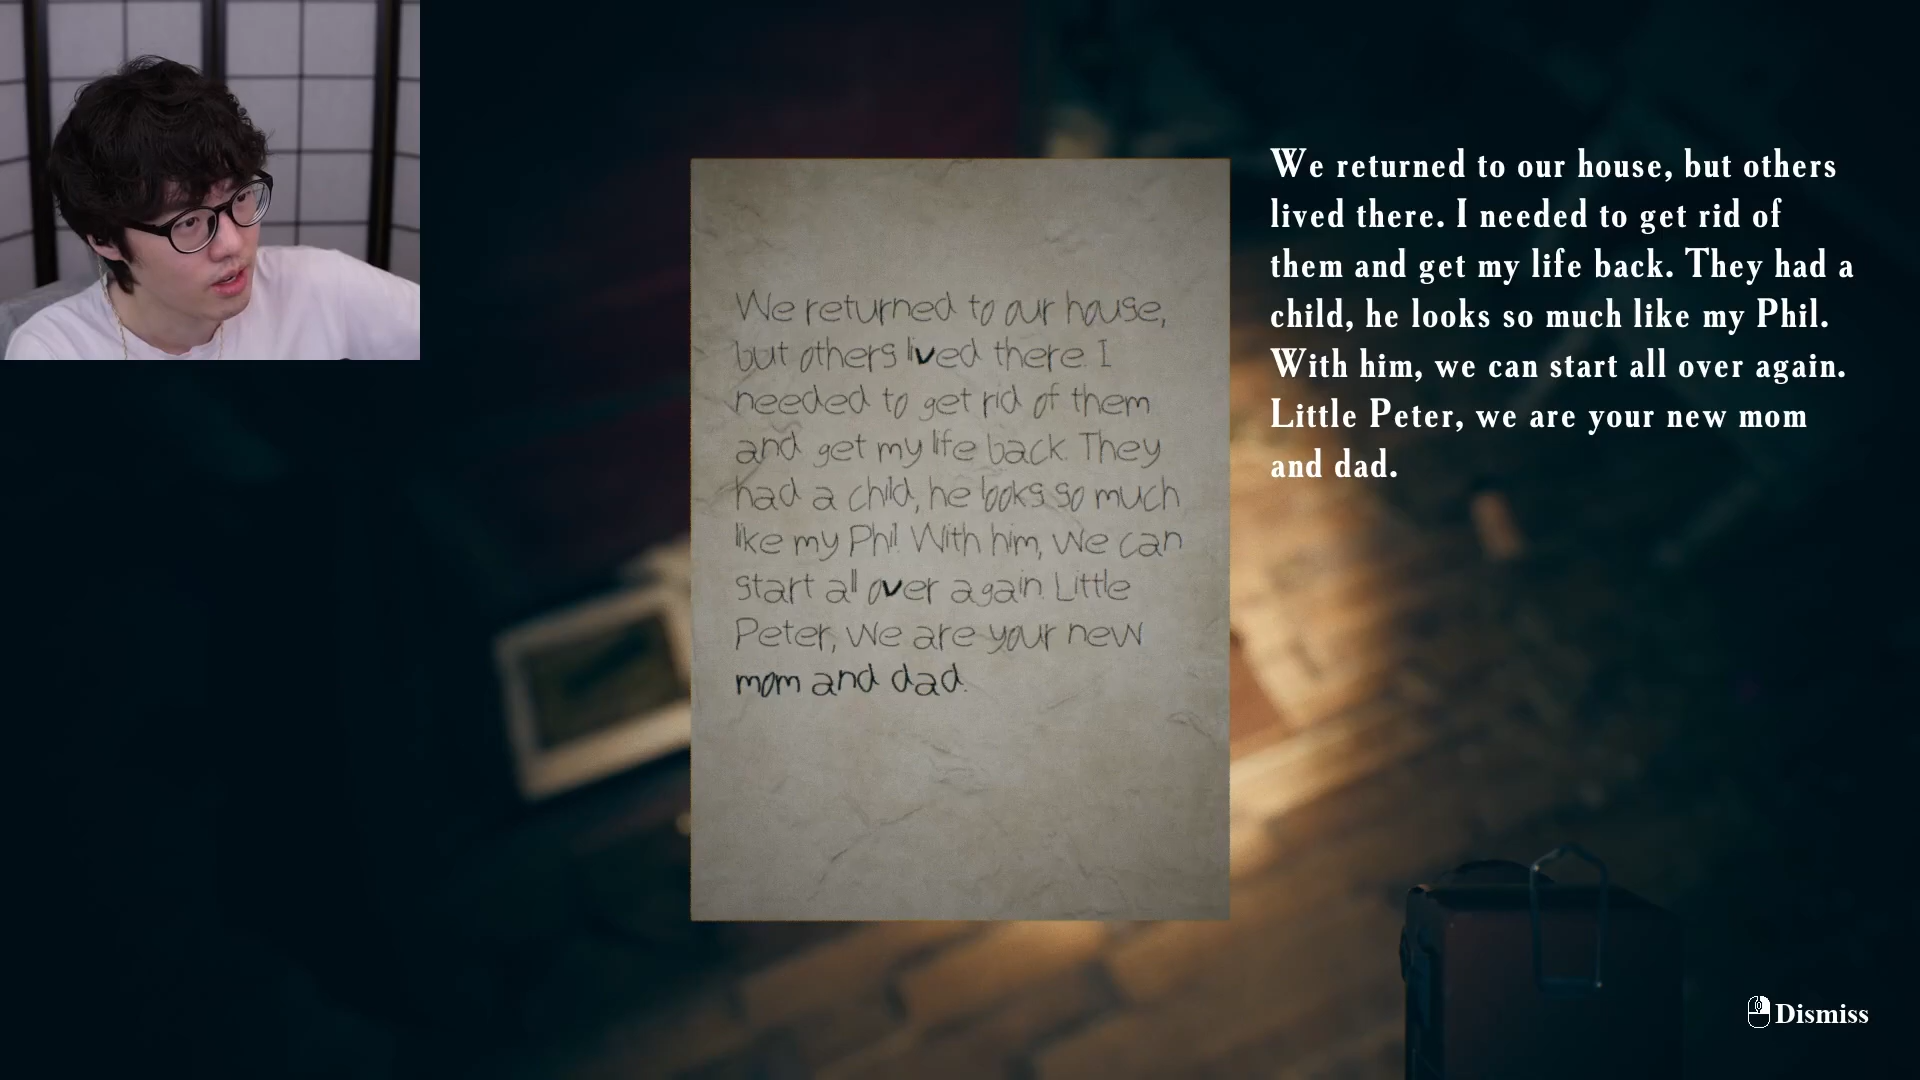 We returned to our house,
but others lived there. I
needed to get rid of them
and get my life back. They
had a child, he looks so much
like my Phil. With him, we can
start all over again. Little
Peter, we are your new
mom and dad.
We returned to our house, but others
lived there. I needed to get rid of
them and get my life back. They had a
child, he looks so much like my Phil.
With him, we can start all over again.
Little Peter, we are your new mom
and dad.
Dismiss